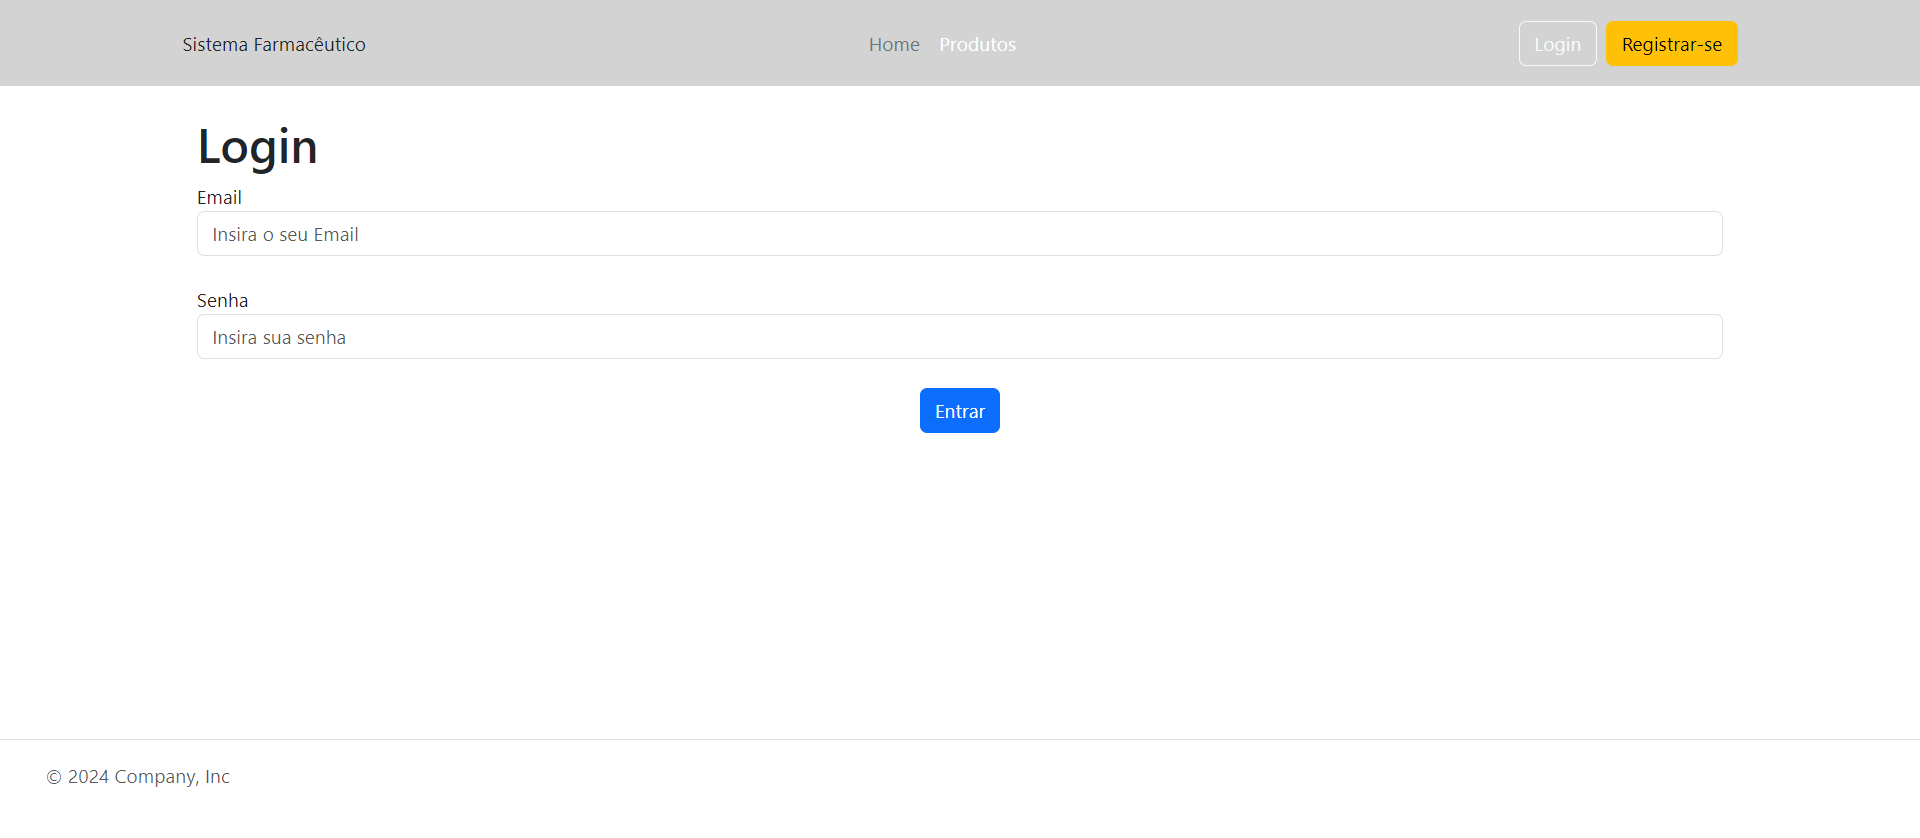 Sistema Farmacêutico
Home Produtos
Login Registrar-se
Login
Email
Insira o seu Email
Senha
Insira sua senha
Entrar
© 2024 Company, Inc